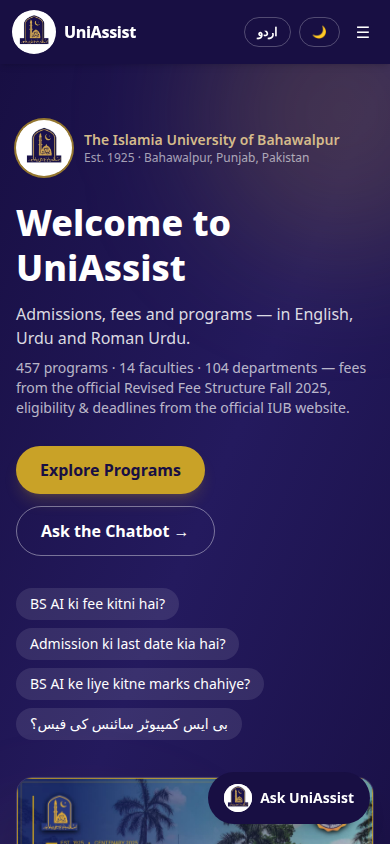 UniAssist
اردو
The Islamia University of Bahawalpur
Est. 1925 · Bahawalpur, Punjab, Pakistan
Welcome to
UniAssist
Admissions, fees and programs — in English,
Urdu and Roman Urdu.
457 programs · 14 faculties · 104 departments — fees
from the official Revised Fee Structure Fall 2025,
eligibility & deadlines from the official IUB website.
Explore Programs
Ask the Chatbot →
BS AI ki fee kitni hai?
Admission ki last date kia hai?
BS AI ke liye kitne marks chahiye?
بی ایس کمپیوٹر سائنس کی فیس؟
Ask UniAssist